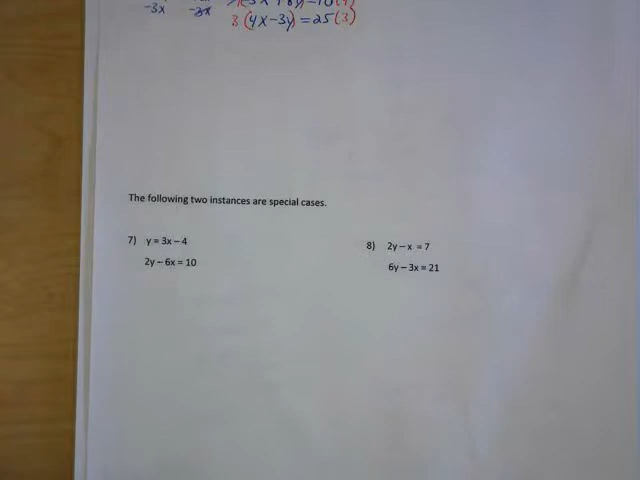 -3x -3x
3(4x-3y)=25(3)
The following two instances are special cases.
7) y = 3x – 4
2y – 6x = 10
8) 2y – x = 7
6y – 3x = 21